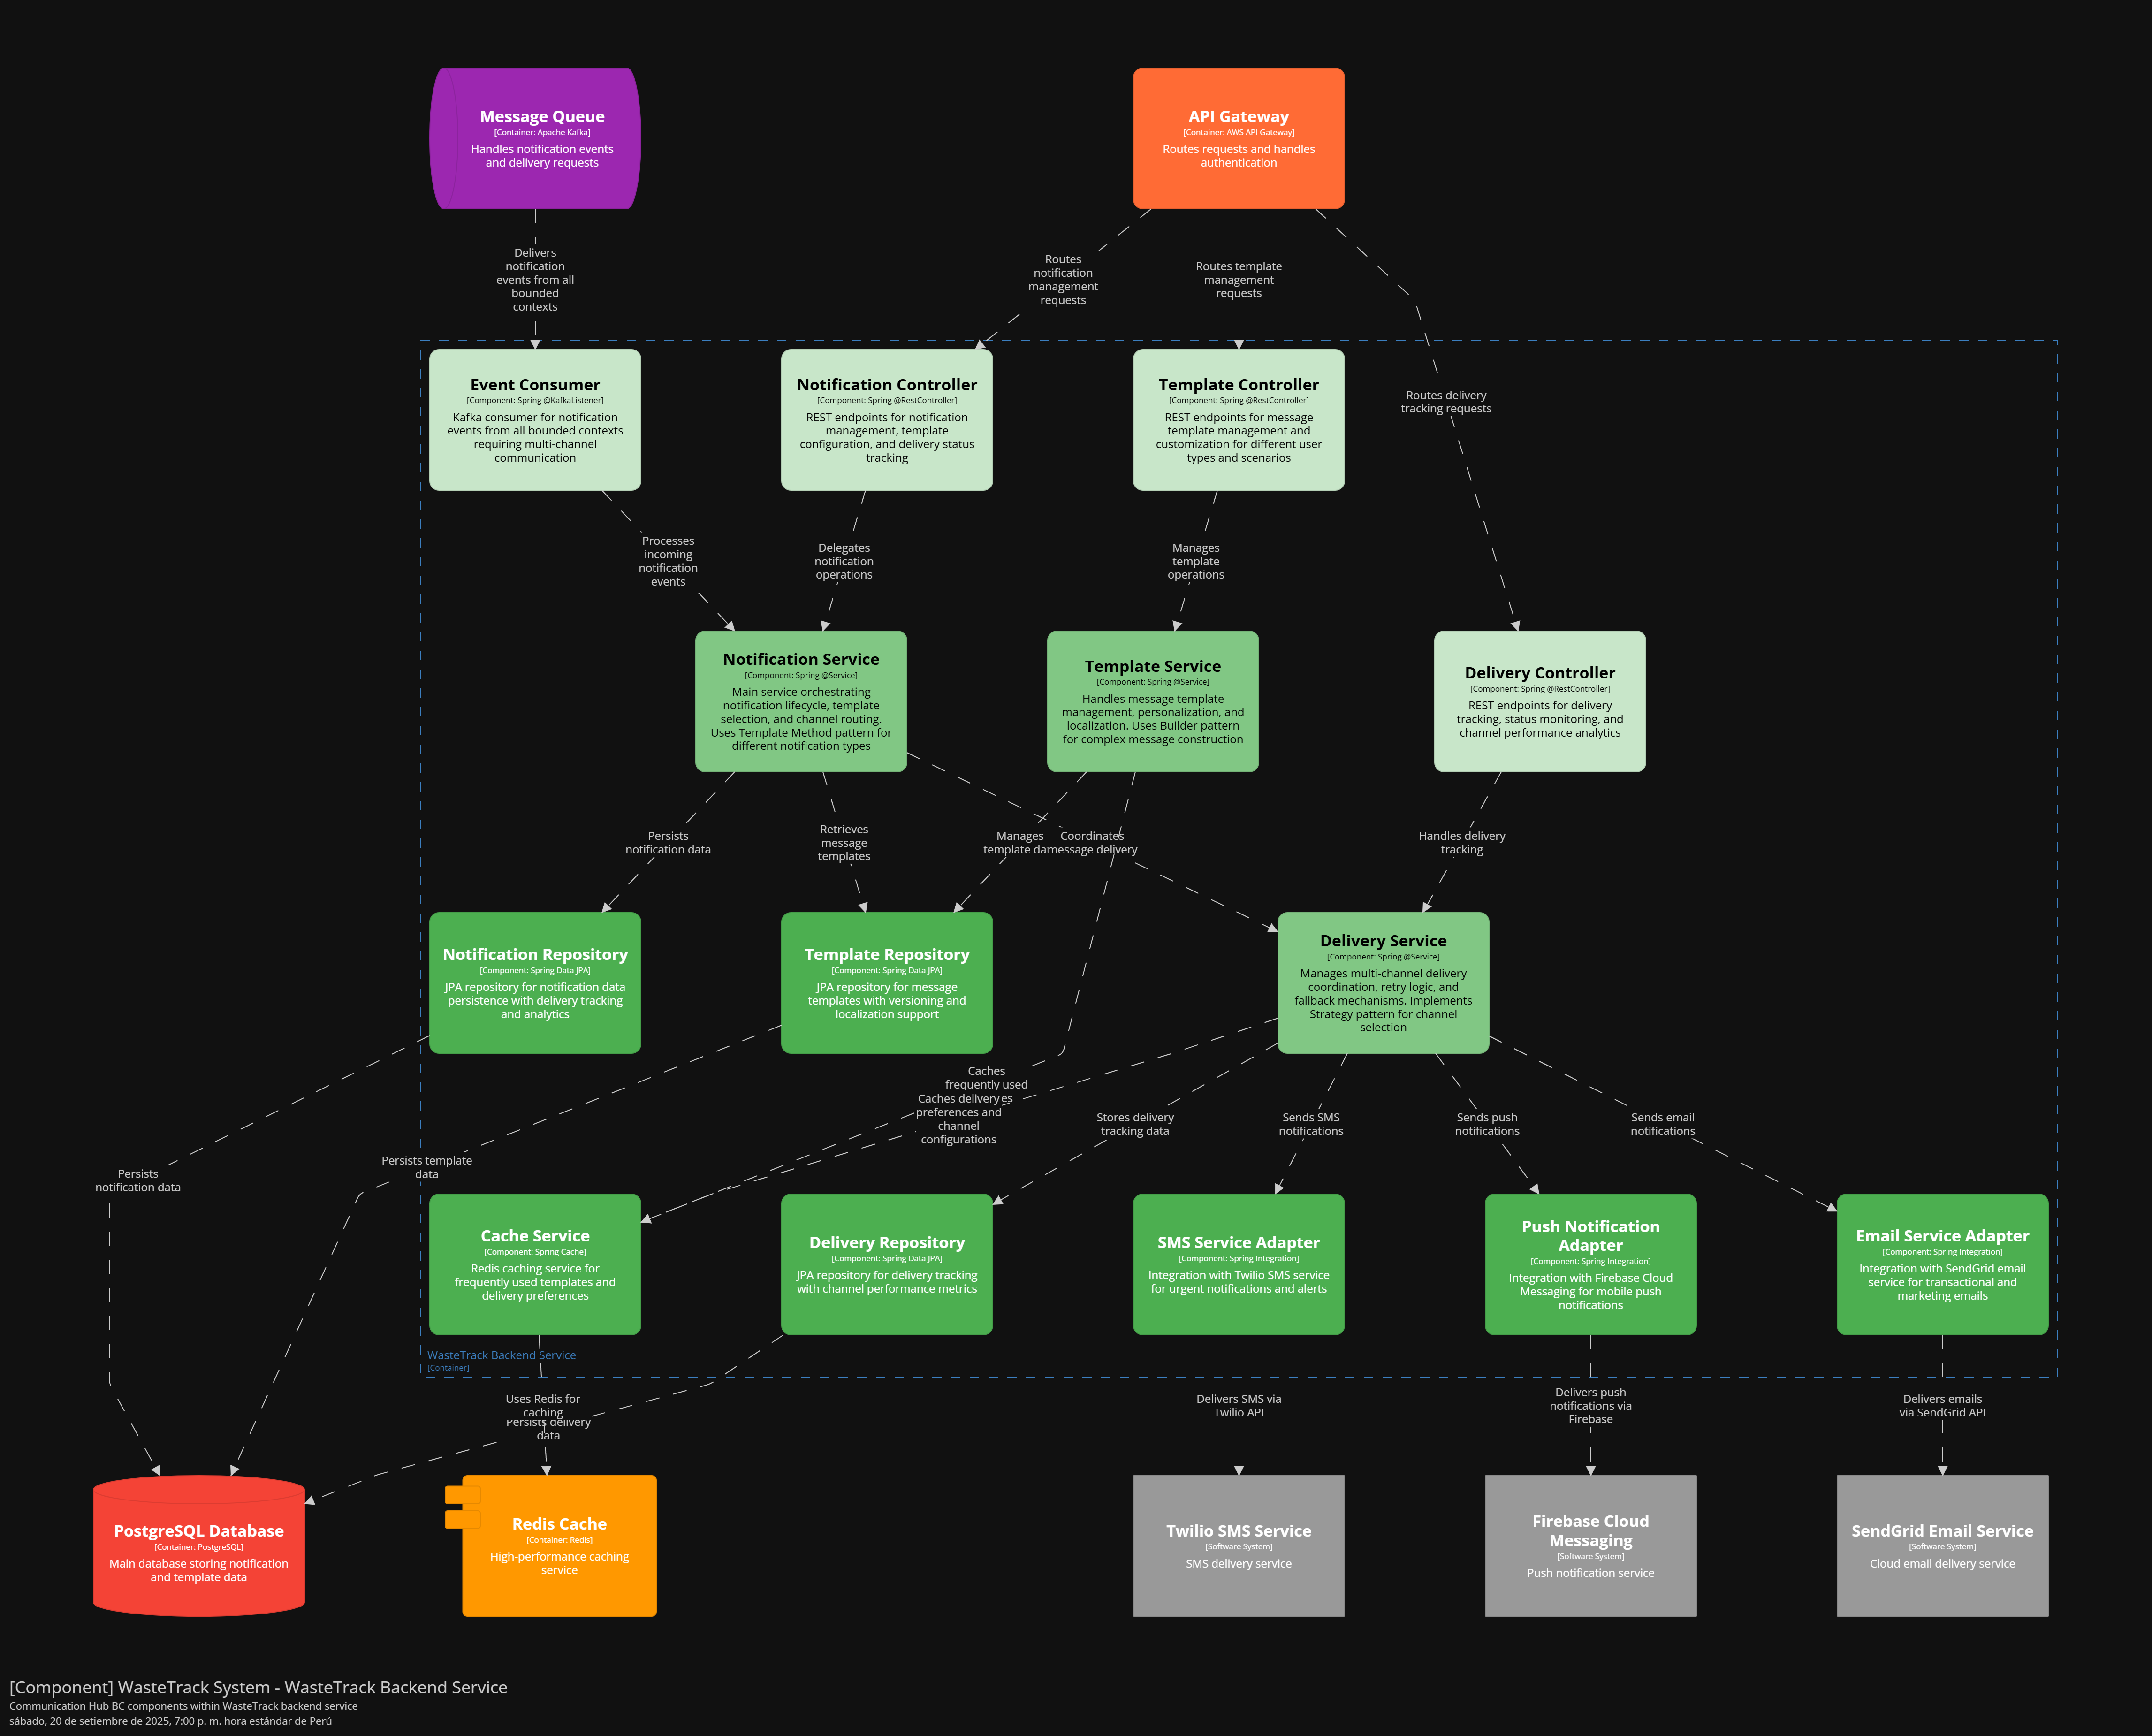 Message Queue
[Container: Apache Kafka]
Handles notification events
and delivery requests
API Gateway
[Container: AWS API Gateway]
Routes requests and handles
authentication
Delivers
notification
events from all
bounded
contexts
Routes
notification
management
requests
Routes template
management
requests
Routes delivery
tracking requests
Event Consumer
[Component: Spring @KafkaListener]
Kafka consumer for notification
events from all bounded contexts
requiring multi-channel
communication
Notification Controller
[Component: Spring @RestController]
REST endpoints for notification
management, template
configuration, and delivery status
tracking
Template Controller
[Component: Spring @RestController]
REST endpoints for message
template management and
customization for different user
types and scenarios
Processes
incoming
notification
events
Delegates
notification
operations
Manages
template
operations
Notification Service
[Component: Spring @Service]
Main service orchestrating
notification lifecycle, template
selection, and channel routing.
Uses Template Method pattern for
different notification types
Template Service
[Component: Spring @Service]
Handles message template
management, personalization, and
localization. Uses Builder pattern
for complex message construction
Delivery Controller
[Component: Spring @RestController]
REST endpoints for delivery
tracking, status monitoring, and
channel performance analytics
Persists
notification data
Retrieves
message
templates
Manages
template da
Coordinates
message delivery
Handles delivery
tracking
Notification Repository
[Component: Spring Data JPA]
JPA repository for notification data
persistence with delivery tracking
and analytics
Template Repository
[Component: Spring Data JPA]
JPA repository for message
templates with versioning and
localization support
Delivery Service
[Component: Spring @Service]
Manages multi-channel delivery
coordination, retry logic, and
fallback mechanisms. Implements
Strategy pattern for channel
selection
Caches
frequently used
Caches delivery
preferences and
channel
configurations
Stores delivery
tracking data
Sends SMS
notifications
Sends push
notifications
Sends email
notifications
Persists
notification data
Persists template
data
Cache Service
[Component: Spring Cache]
Redis caching service for
frequently used templates and
delivery preferences
Delivery Repository
[Component: Spring Data JPA]
JPA repository for delivery tracking
with channel performance metrics
SMS Service Adapter
[Component: Spring Integration]
Integration with Twilio SMS service
for urgent notifications and alerts
Push Notification
Adapter
[Component: Spring Integration]
Integration with Firebase Cloud
Messaging for mobile push
notifications
Email Service Adapter
[Component: Spring Integration]
Integration with SendGrid email
service for transactional and
marketing emails
WasteTrack Backend Service
[Container]
Uses Redis for
caching
Persists delivery
data
Delivers SMS via
Twilio API
Delivers push
notifications via
Firebase
Delivers emails
via SendGrid API
PostgreSQL Database
[Container: PostgreSQL]
Main database storing notification
and template data
Redis Cache
[Container: Redis]
High-performance caching
service
Twilio SMS Service
[Software System]
SMS delivery service
Firebase Cloud
Messaging
[Software System]
Push notification service
SendGrid Email Service
[Software System]
Cloud email delivery service
[Component] WasteTrack System - WasteTrack Backend Service
Communication Hub BC components within WasteTrack backend service
sábado, 20 de setiembre de 2025, 7:00 p. m. hora estándar de Perú